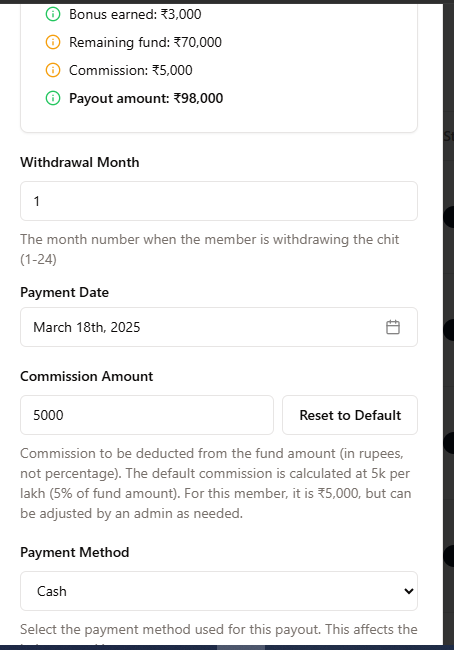 Bonus earned: ₹3,000
Remaining fund: ₹70,000
Commission: ₹5,000
Payout amount: ₹98,000
Withdrawal Month
1
The month number when the member is withdrawing the chit
(1-24)
Payment Date
March 18th, 2025
Commission Amount
5000
Reset to Default
Commission to be deducted from the fund amount (in rupees,
not percentage). The default commission is calculated at 5k per
lakh (5% of fund amount). For this member, it is ₹5,000, but can
be adjusted by an admin as needed.
Payment Method
Cash
Select the payment method used for this payout. This affects the